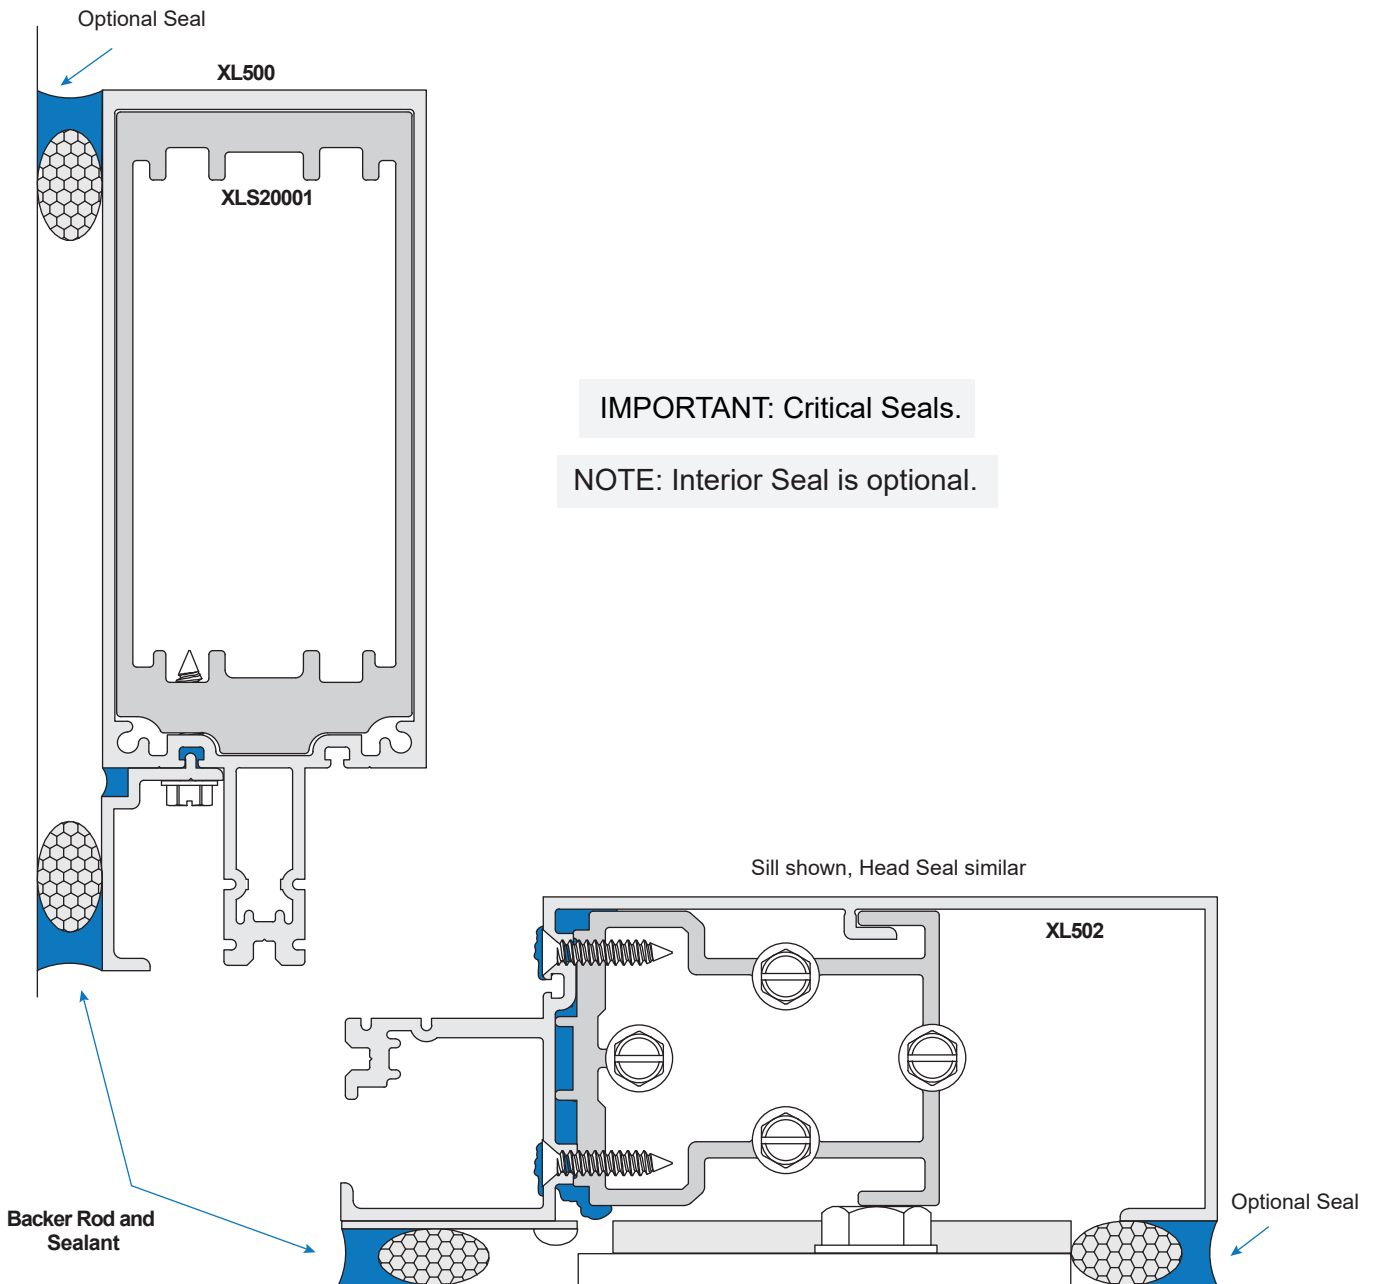 Optional Seal
XL500
XLS20001
IMPORTANT: Critical Seals.
NOTE: Interior Seal is optional.
Sill shown, Head Seal similar
XL502
Optional Seal
Backer Rod and
Sealant